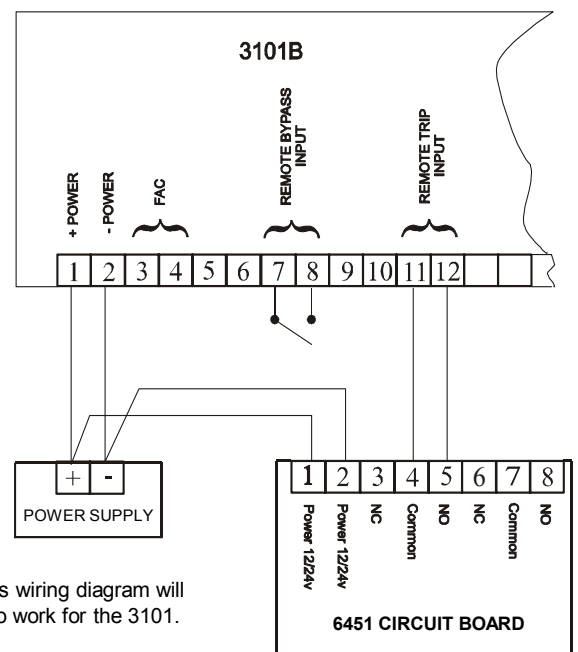 3101B
+ POWER
- POWER
FAC
REMOTE BYPASS
INPUT
REMOTE TRIP
INPUT
1 2 3 4 5 6 7 8 9 10 11 12
+ -
POWER SUPPLY
1 2 3 4 5 6 7 8
Power 12/24v
Power 12/24v
NC
Common
NO
NC
Common
NO
6451 CIRCUIT BOARD
s wiring diagram will
o work for the 3101.